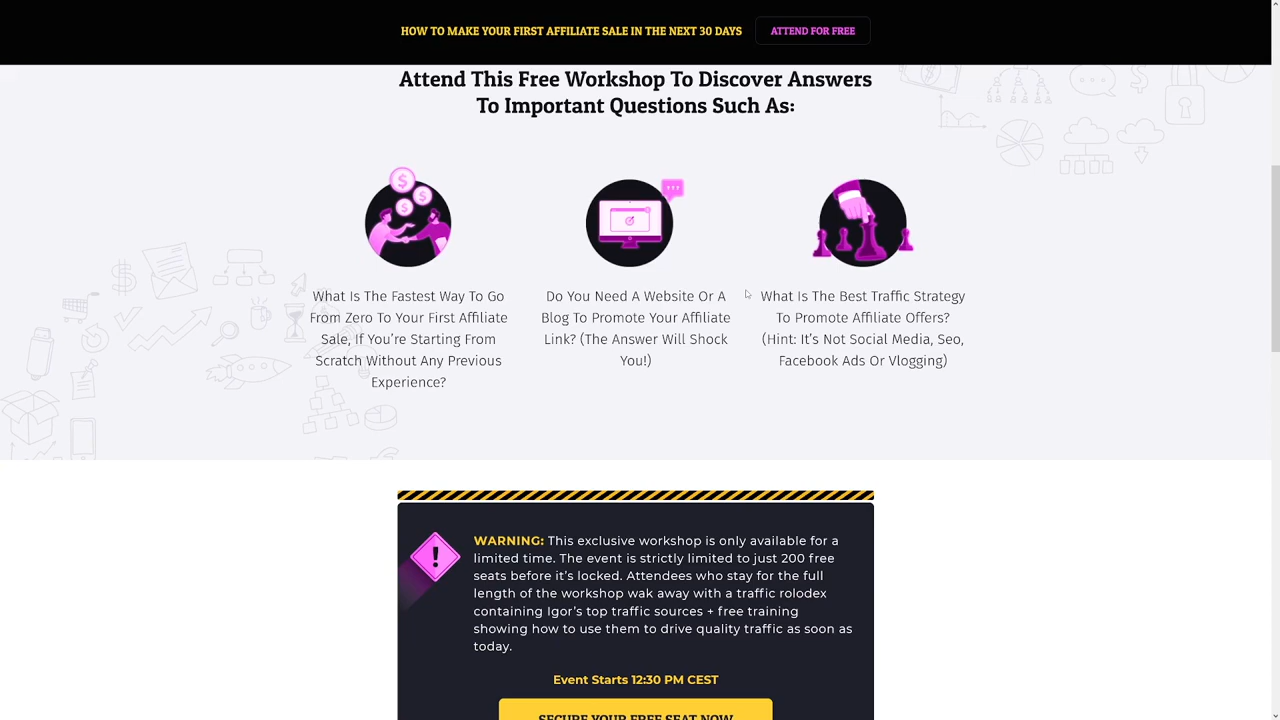 HOW TO MAKE YOUR FIRST AFFILIATE SALE IN THE NEXT 30 DAYS
ATTEND FOR FREE
Attend This Free Workshop To Discover Answers
To Important Questions Such As:
What Is The Fastest Way To Go
From Zero To Your First Affiliate
Sale, If You're Starting From
Scratch Without Any Previous
Experience?
Do You Need A Website Or A
Blog To Promote Your Affiliate
Link? (The Answer Will Shock
You!)
What Is The Best Traffic Strategy
To Promote Affiliate Offers?
(Hint: It's Not Social Media, Seo,
Facebook Ads Or Vlogging)
WARNING: This exclusive workshop is only available for a
limited time. The event is strictly limited to just 200 free
seats before it's locked. Attendees who stay for the full
length of the workshop wak away with a traffic rolodex
containing Igor's top traffic sources + free training
showing how to use them to drive quality traffic as soon as
today.
Event Starts 12:30 PM CEST
SECURE YOUR FREE SEAT NOW